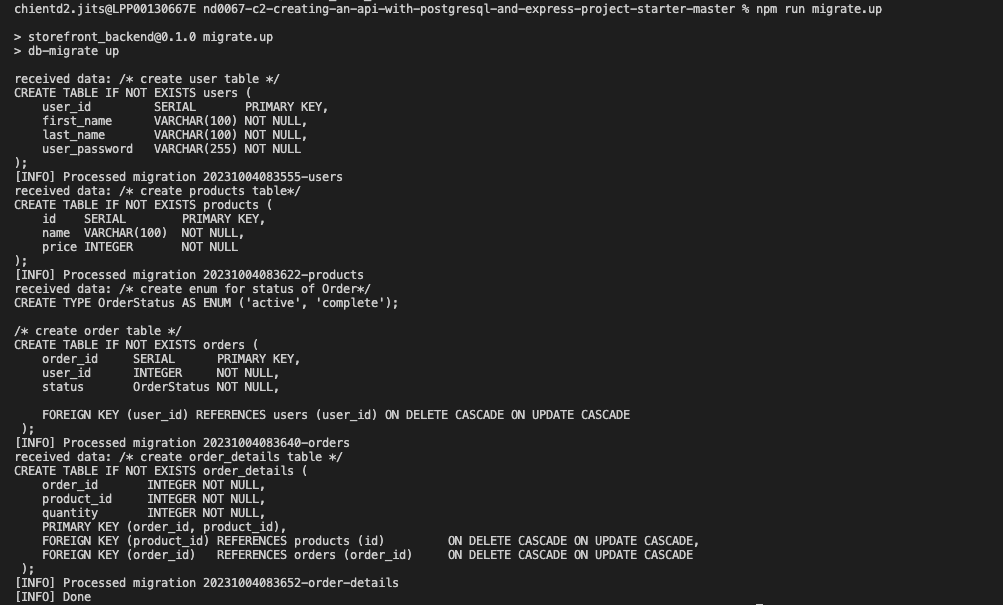 chientd2.jits@LPP00130667E nd0067-c2-creating-an-api-with-postgresql-and-express-project-starter-master % npm run migrate.up
> storefront_backend@0.1.0 migrate.up
> db-migrate up
received data: /* create user table */
CREATE TABLE IF NOT EXISTS users (
    user_id         SERIAL       PRIMARY KEY,
    first_name      VARCHAR(100) NOT NULL,
    last_name       VARCHAR(100) NOT NULL,
    user_password   VARCHAR(255) NOT NULL
);
[INFO] Processed migration 20231004083555-users
received data: /* create products table*/
CREATE TABLE IF NOT EXISTS products (
    id    SERIAL        PRIMARY KEY,
    name  VARCHAR(100)  NOT NULL,
    price INTEGER       NOT NULL
);
[INFO] Processed migration 20231004083622-products
received data: /* create enum for status of Order*/
CREATE TYPE OrderStatus AS ENUM ('active', 'complete');
/* create order table */
CREATE TABLE IF NOT EXISTS orders (
    order_id     SERIAL      PRIMARY KEY,
    user_id      INTEGER     NOT NULL,
    status       OrderStatus NOT NULL,
    FOREIGN KEY (user_id) REFERENCES users (user_id) ON DELETE CASCADE ON UPDATE CASCADE
 );
[INFO] Processed migration 20231004083640-orders
received data: /* create order_details table */
CREATE TABLE IF NOT EXISTS order_details (
    order_id       INTEGER NOT NULL,
    product_id     INTEGER NOT NULL,
    quantity       INTEGER NOT NULL,
    PRIMARY KEY (order_id, product_id),
    FOREIGN KEY (product_id) REFERENCES products (id)         ON DELETE CASCADE ON UPDATE CASCADE,
    FOREIGN KEY (order_id)   REFERENCES orders (order_id)     ON DELETE CASCADE ON UPDATE CASCADE
 );
[INFO] Processed migration 20231004083652-order-details
[INFO] Done